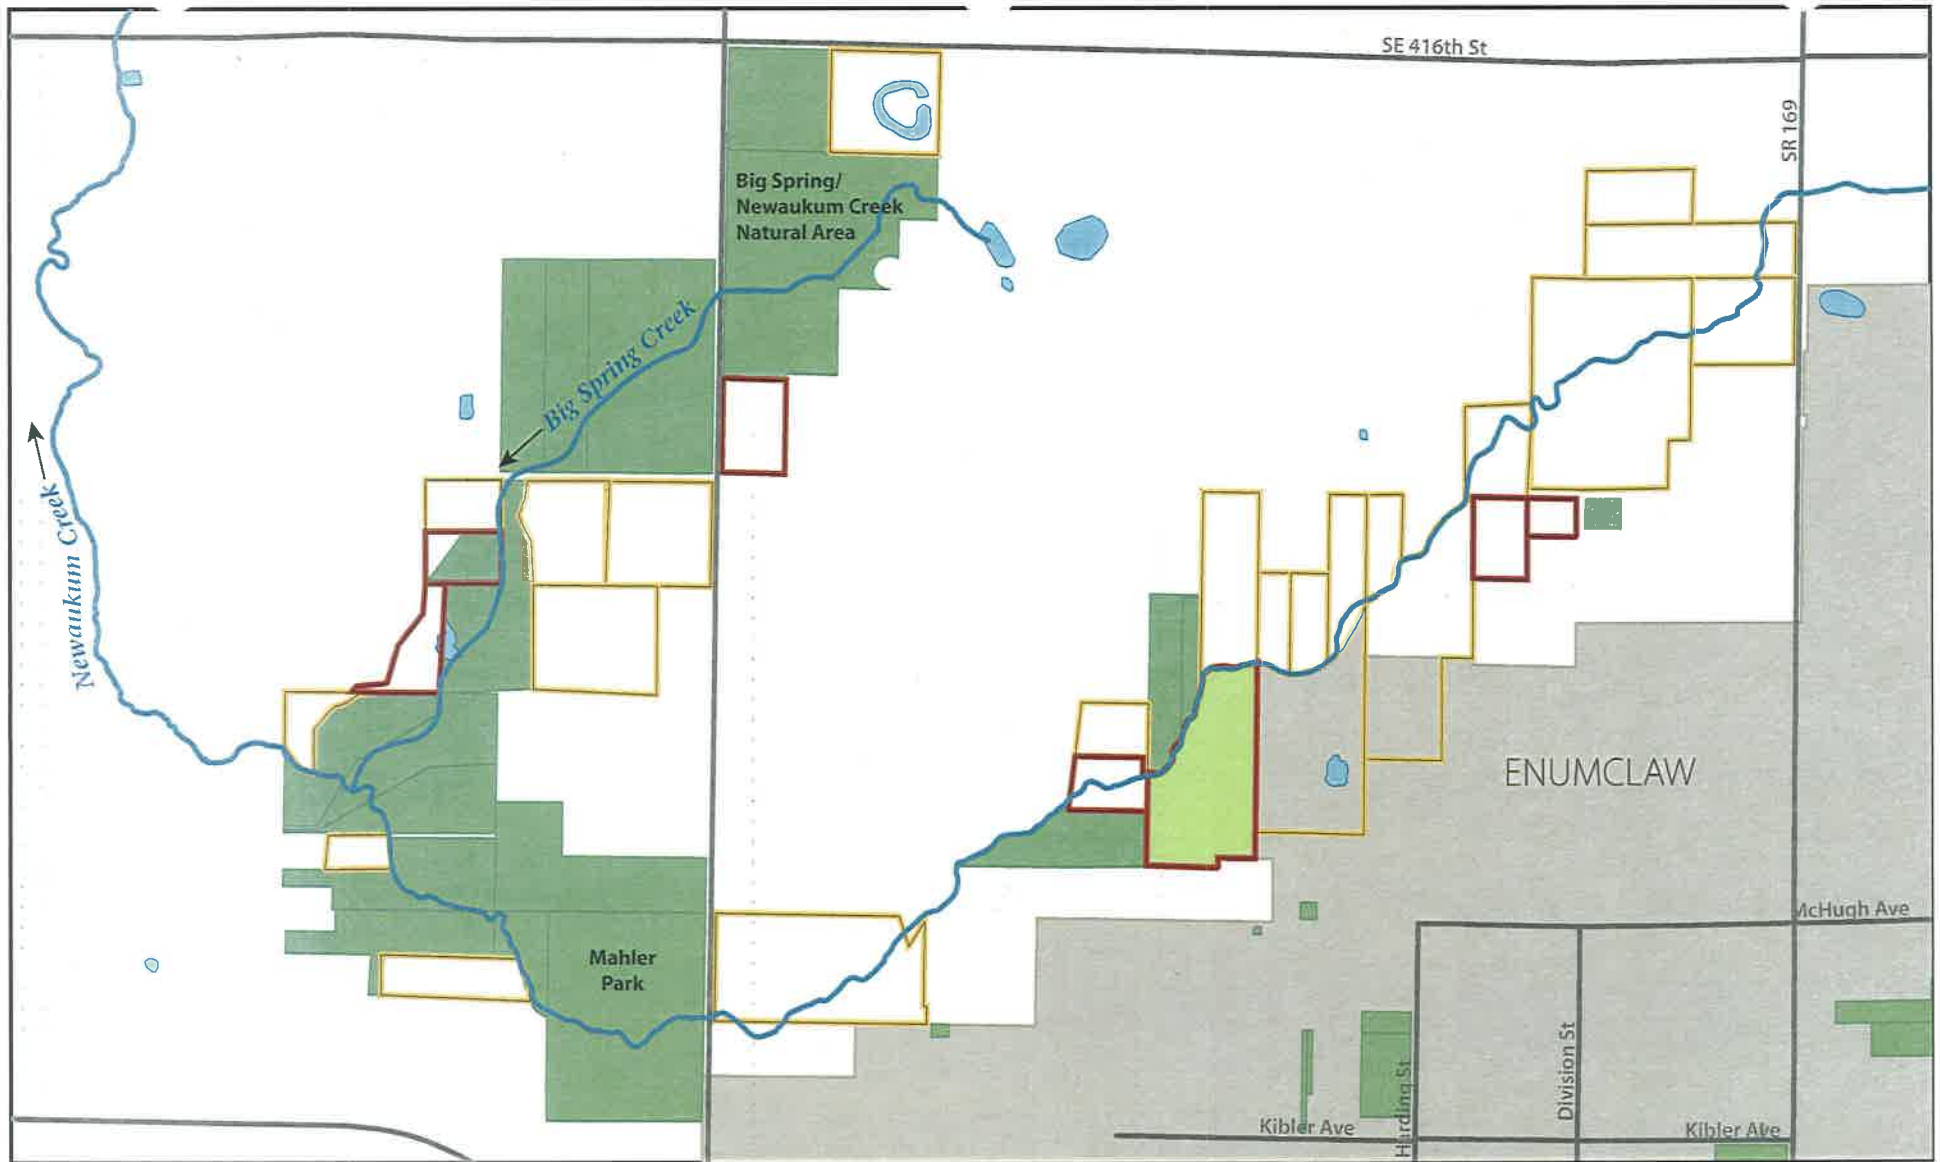 SE 416th St
SR 169
Big Spring/
Newaukum Creek
Natural Area
Big Spring Creek
Newaukum Creek
ENUMCLAW
McHugh Ave
Mahler
Park
Harding St
Division St
Kibler Ave
Kibler Ave